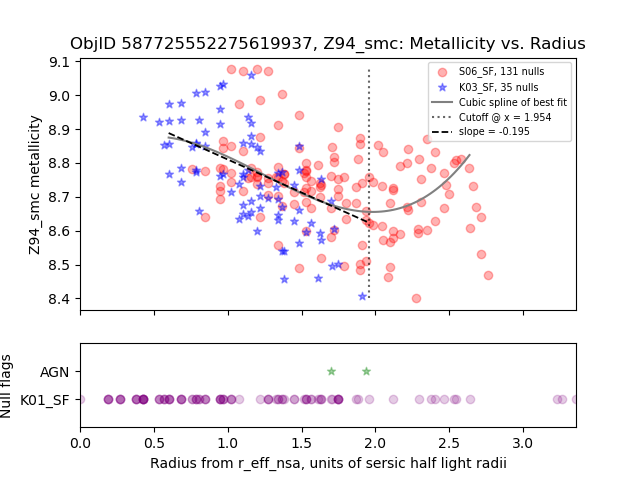 ObjID 587725552275619937, Z94_smc: Metallicity vs. Radius
Z94_smc metallicity
9.1
9.0
8.9
8.8
8.7
8.6
8.5
8.4
S06_SF, 131 nulls
K03_SF, 35 nulls
Cubic spline of best fit
Cutoff @ x = 1.954
slope = -0.195
Null flags
AGN
K01_SF
0.0 0.5 1.0 1.5 2.0 2.5 3.0
Radius from r_eff_nsa, units of sersic half light radii